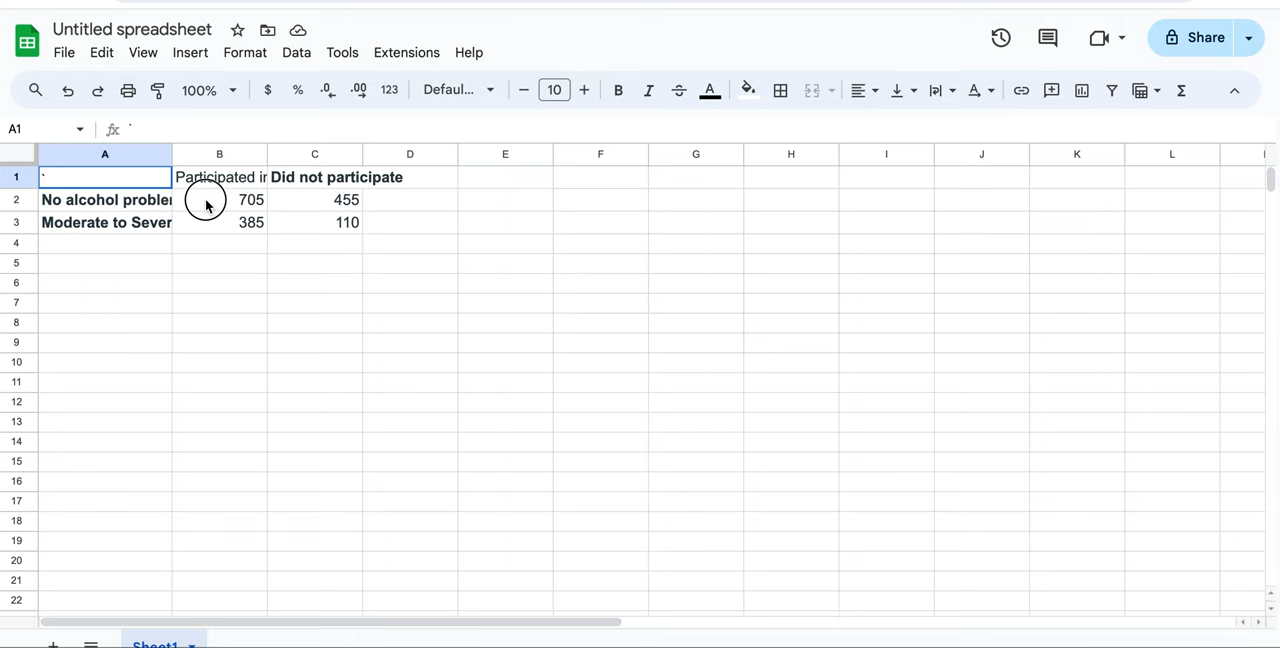 Untitled spreadsheet
File Edit View Insert Format Data Tools Extensions Help
Share
100% $ % .0 .00 123 Defaul... − 10 + B I A Σ
A1 fx `
A B C D E F G H I J K L
1 ` Participated ir Did not participate
2 No alcohol probler 705 455
3 Moderate to Sever 385 110
4
5
6
7
8
9
10
11
12
13
14
15
16
17
18
19
20
21
22
+ Sheet1